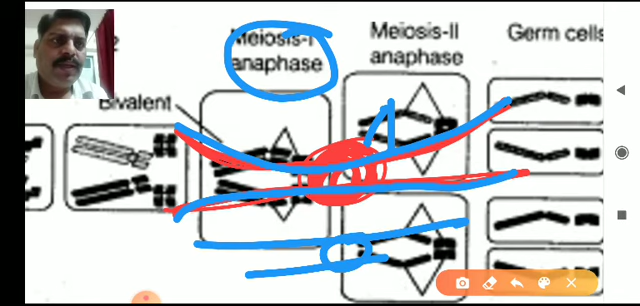 Meiosis-I
anaphase
Meiosis-II
anaphase
Germ cells
Bivalent